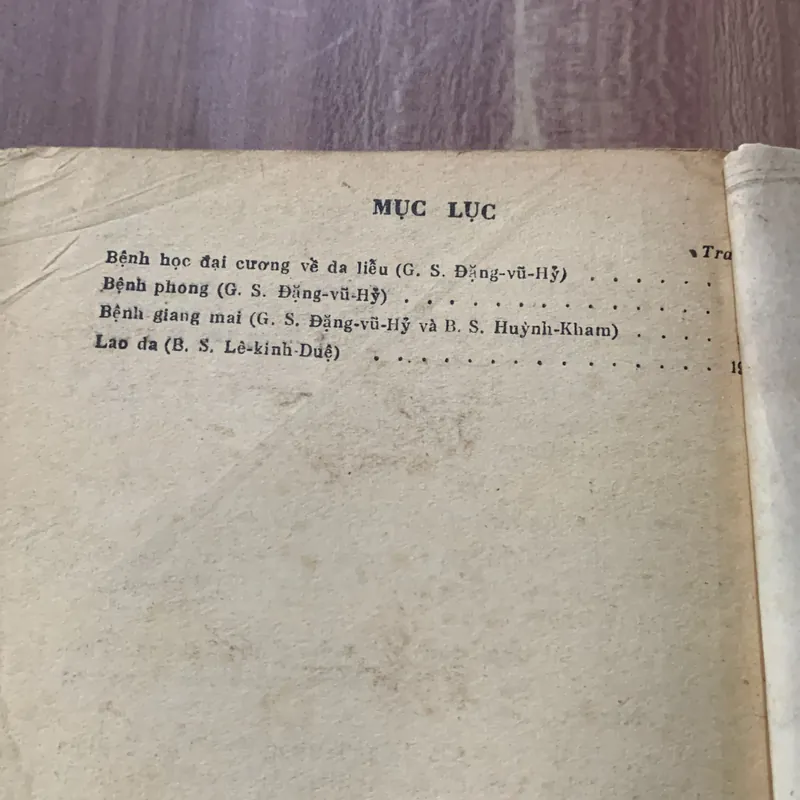 MỤC LỤC
Bệnh học đại cương về da liễu (G. S. Đặng-vũ-Hỷ) . . . . . .
Bệnh phong (G. S. Đặng-vũ-Hỷ) . . . . . . . . . . . . .
Bệnh giang mai (G. S. Đặng-vũ-Hỷ và B. S. Huỳnh-Kham) . . . .
Lao da (B. S. Lê-kinh-Duệ) . . . . . . . . . . . . . . .